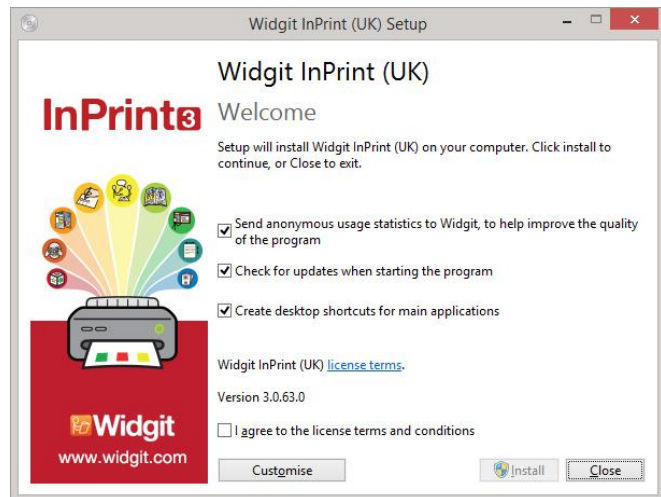 Widgit InPrint (UK) Setup
Widgit InPrint (UK)
InPrint3
Welcome
Setup will install Widgit InPrint (UK) on your computer. Click install to
continue, or Close to exit.
Send anonymous usage statistics to Widgit, to help improve the quality
of the program
Check for updates when starting the program
Create desktop shortcuts for main applications
Widgit InPrint (UK) license terms.
Version 3.0.63.0
Widgit
www.widgit.com
I agree to the license terms and conditions
Customise
Install
Close